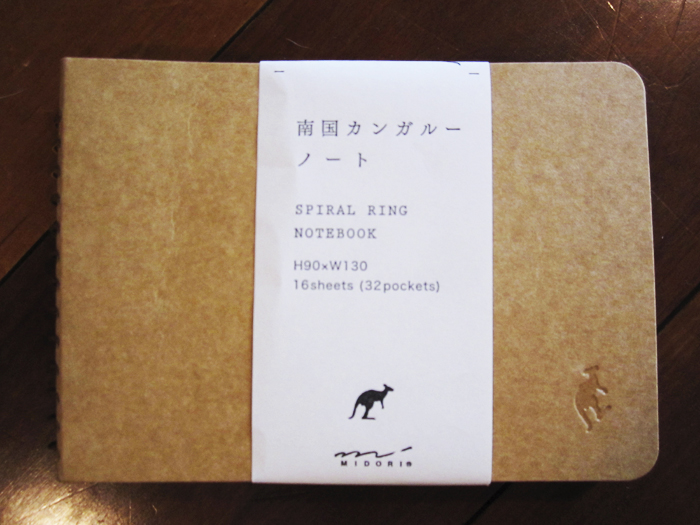 南国カンガルー
ノート
SPIRAL RING
NOTEBOOK
H90×W130
16sheets (32pockets)
MIDORI®